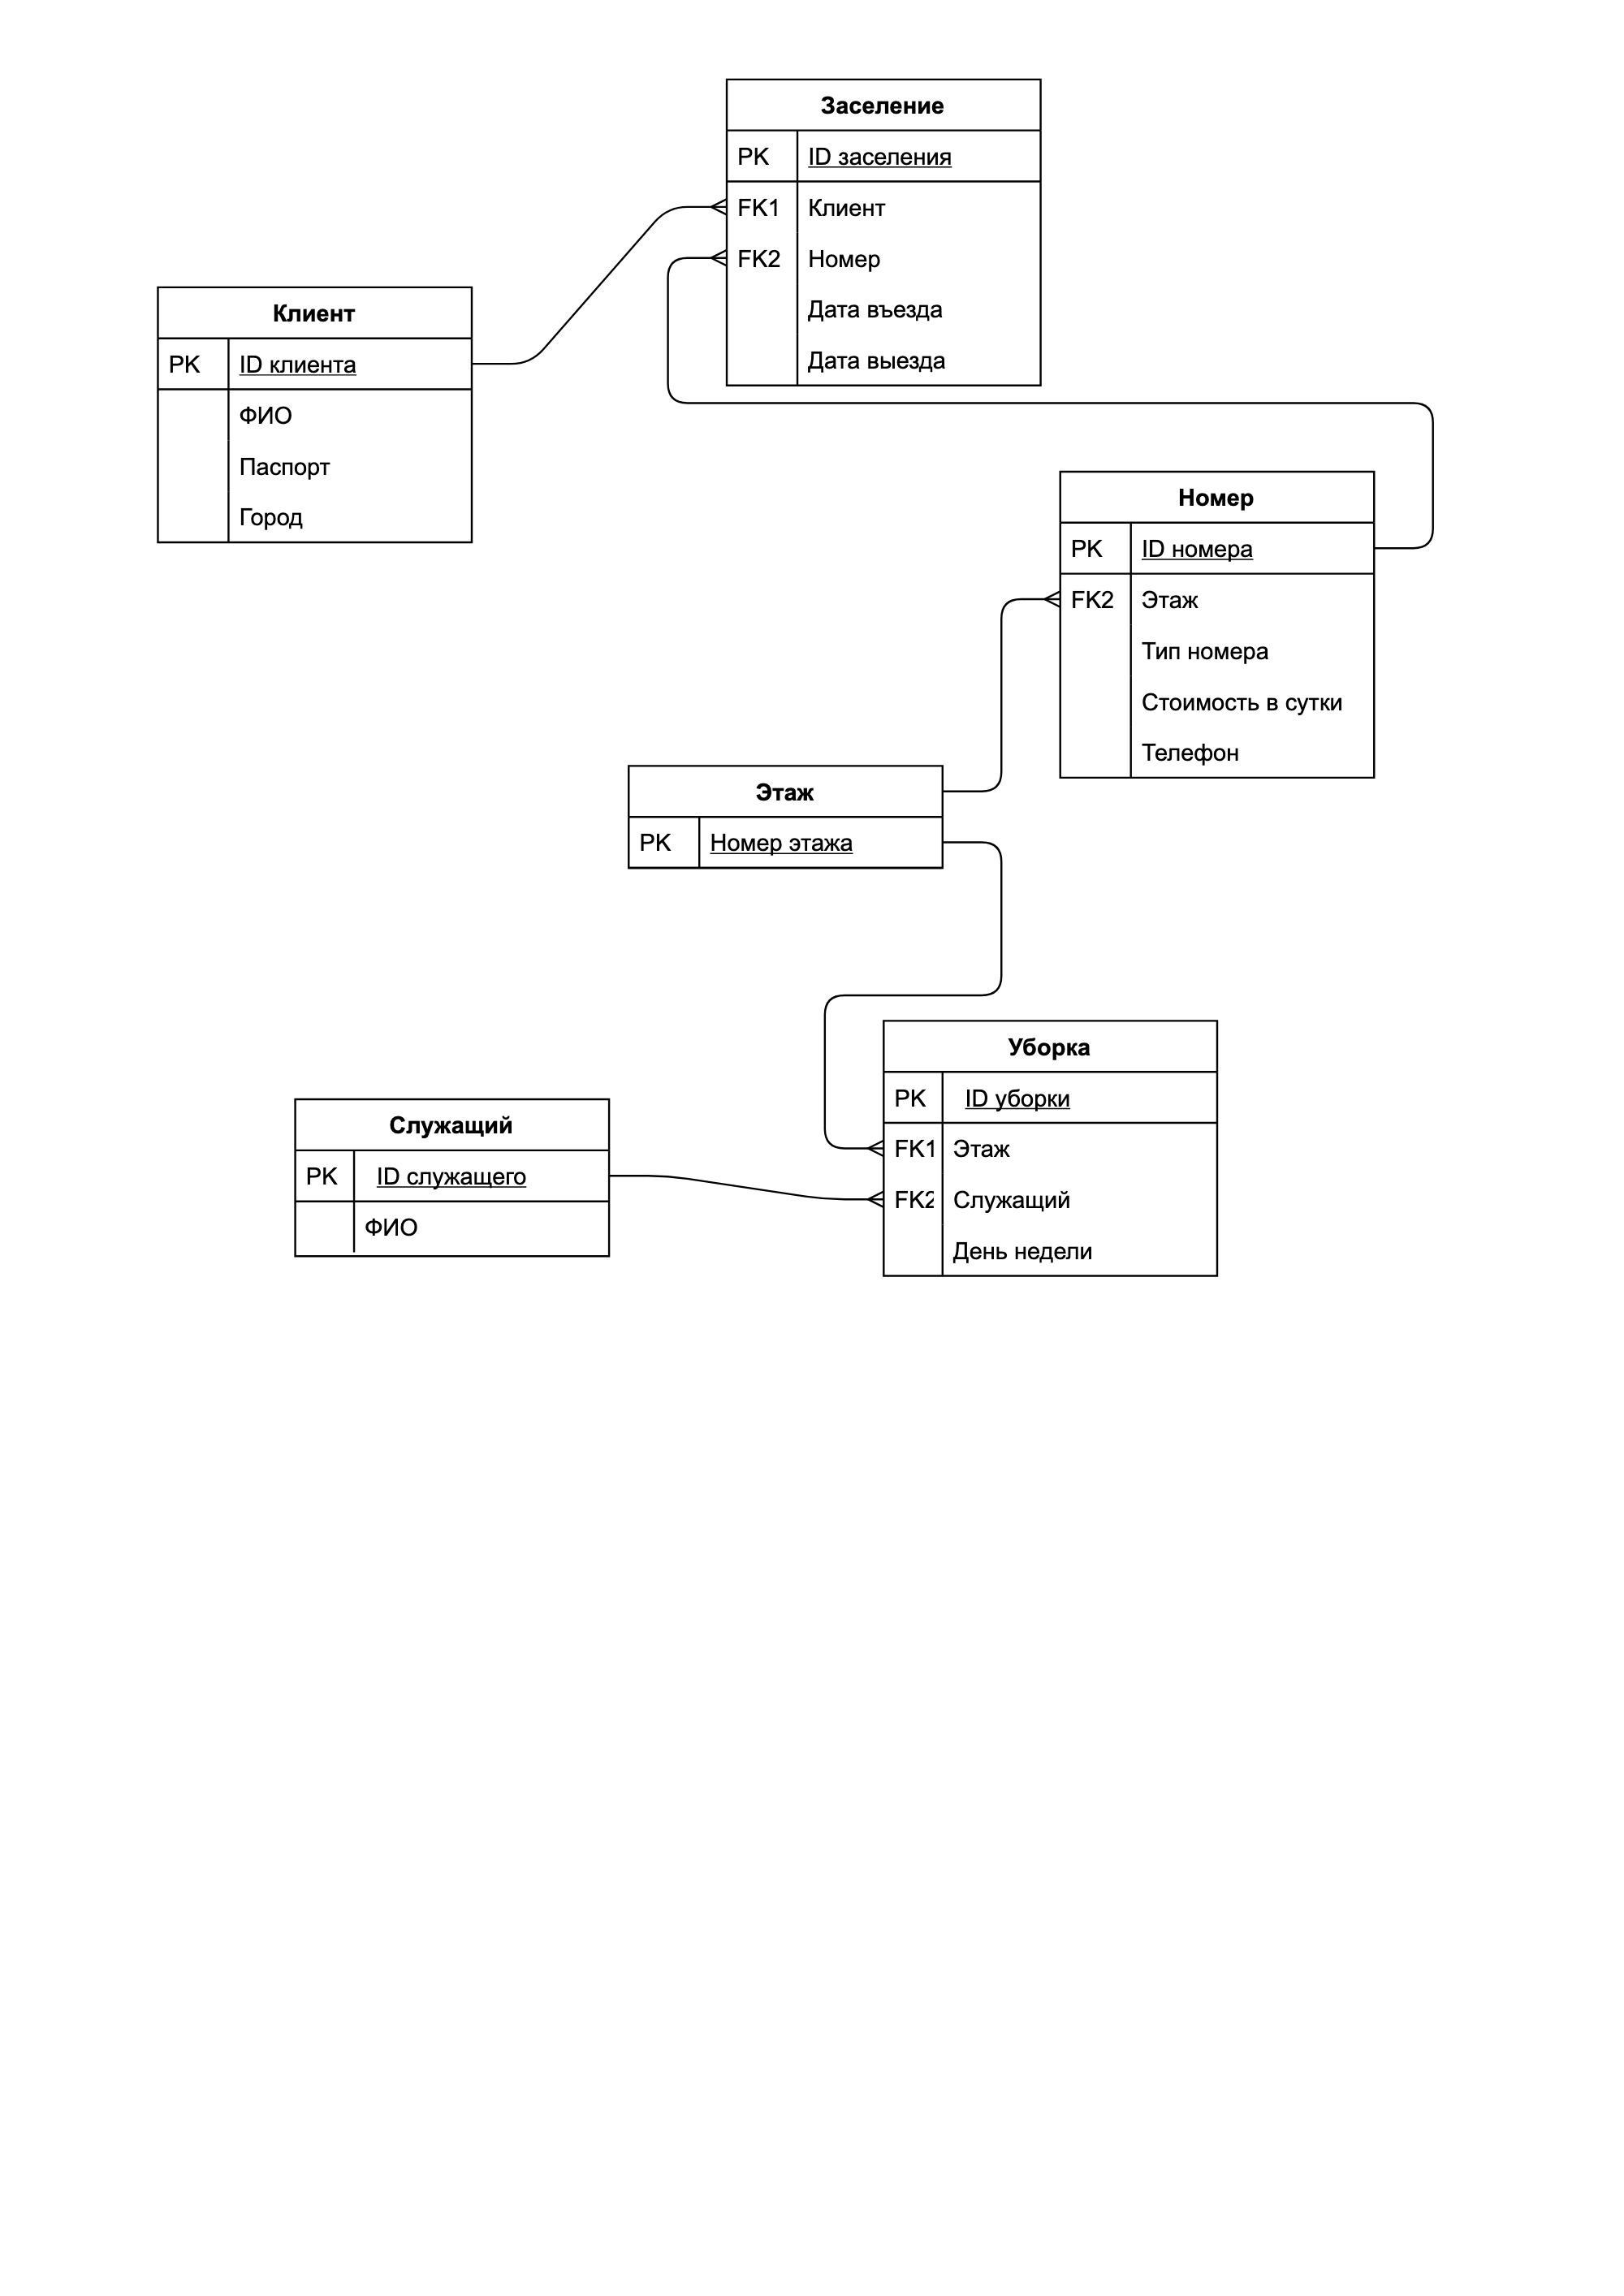 Заселение
PK ID заселения
FK1 Клиент
FK2 Номер
Дата въезда
Дата выезда
Клиент
PK ID клиента
ФИО
Паспорт
Город
Номер
PK ID номера
FK2 Этаж
Тип номера
Стоимость в сутки
Телефон
Этаж
PK Номер этажа
Уборка
PK ID уборки
FK1 Этаж
FK2 Служащий
День недели
Служащий
PK ID служащего
ФИО